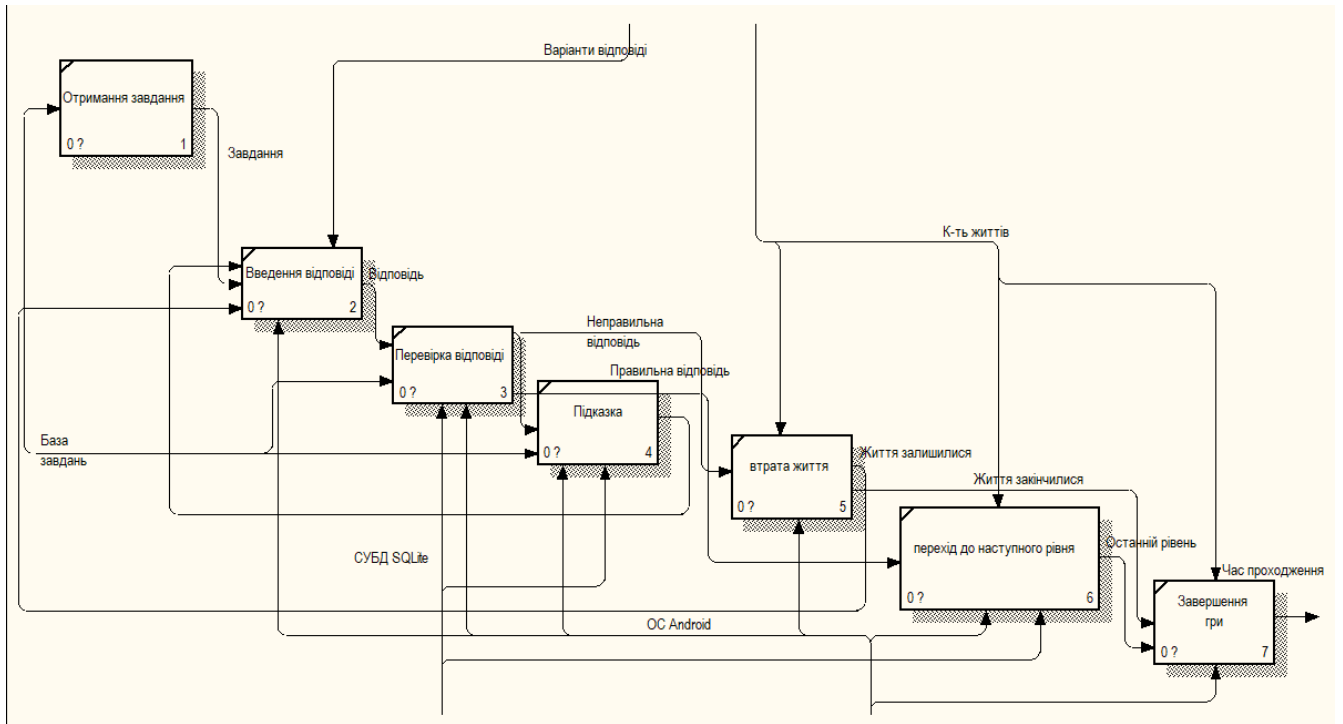 Варіанти відповіді
Отримання завдання
0 ?
1
Завдання
К-ть життів
Введення відповіді
0 ?
2
Відповідь
Неправильна
відповідь
Перевірка відповіді
0 ?
3
Правильна відповідь
Підказка
0 ?
4
База
завдань
втрата життя
0 ?
5
Життя залишилися
Життя закінчилися
СУБД SQLite
перехід до наступного рівня
0 ?
6
Останній рівень
Час проходження
ОС Android
Завершення
гри
0 ?
7